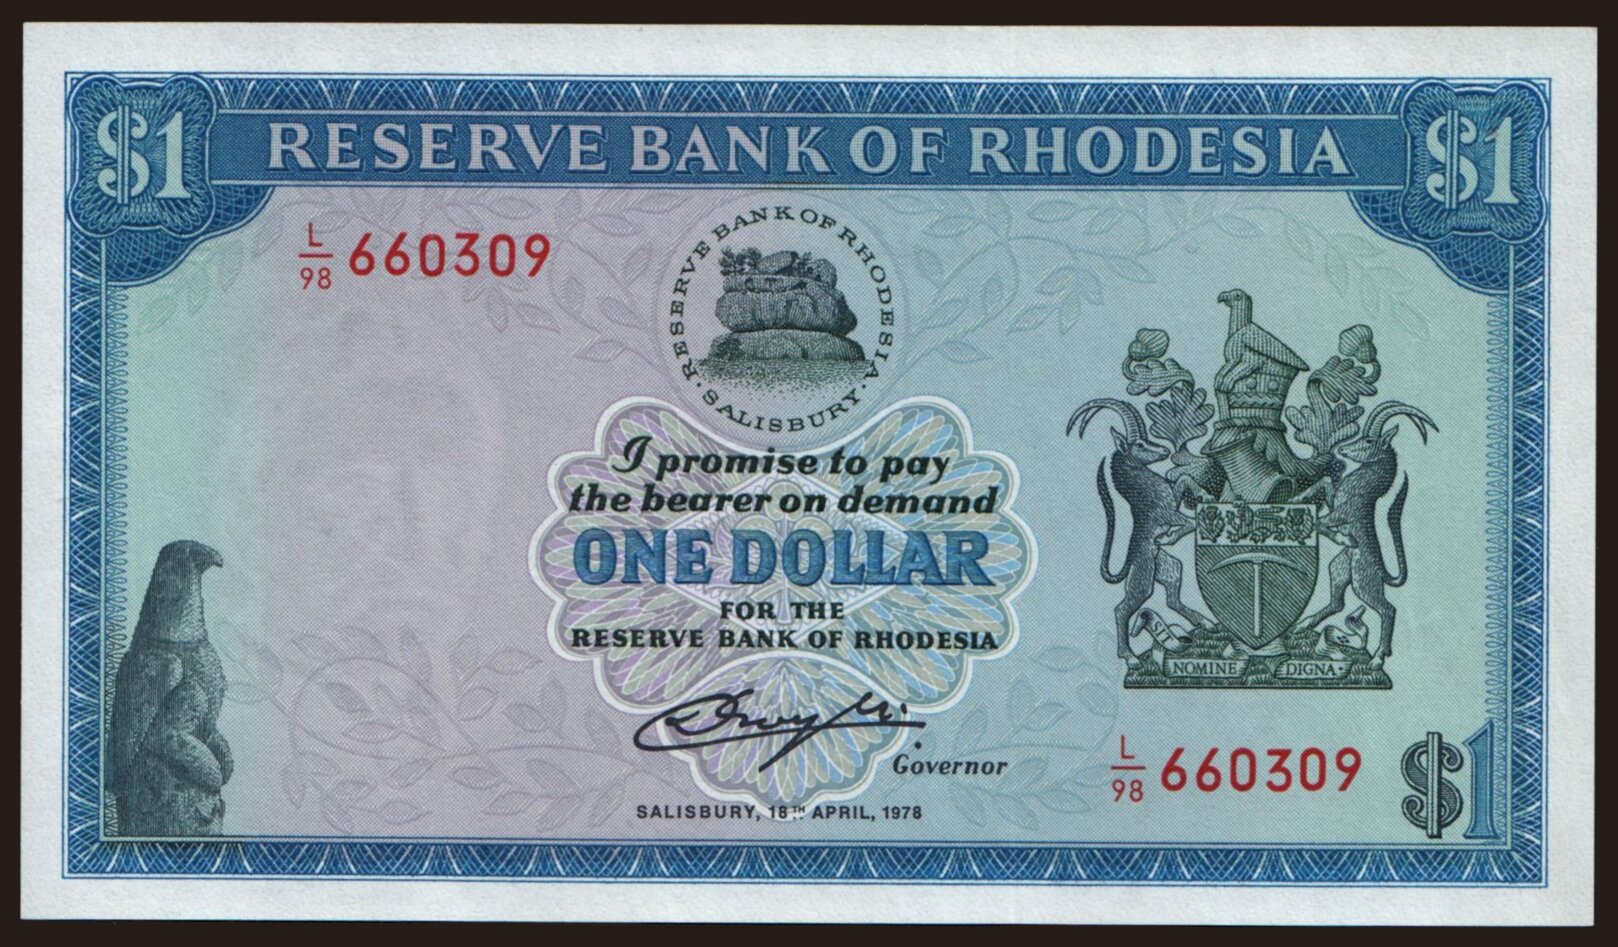 $1 RESERVE BANK OF RHODESIA $1
L/98 660309
RESERVE BANK OF RHODESIA · SALISBURY ·
I promise to pay
the bearer on demand
ONE DOLLAR
FOR THE
RESERVE BANK OF RHODESIA
SIT NOMINE DIGNA ·
Governor
L/98 660309
SALISBURY, 18TH APRIL, 1978
$1